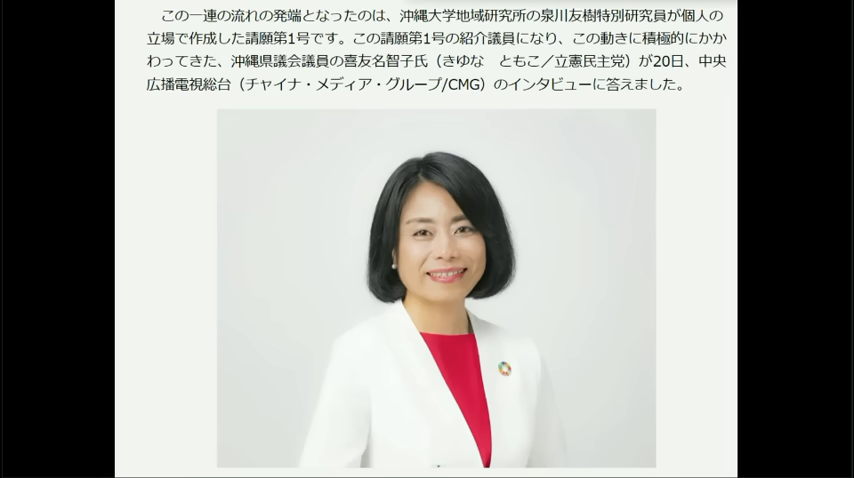 この一連の流れの発端となったのは、沖縄大学地域研究所の泉川友樹特別研究員が個人の
立場で作成した請願第1号です。この請願第1号の紹介議員になり、この動きに積極的にかか
わってきた、沖縄県議会議員の喜友名智子氏（きゆな　ともこ／立憲民主党）が20日、中央
広播電視総台（チャイナ・メディア・グループ/CMG）のインタビューに答えました。